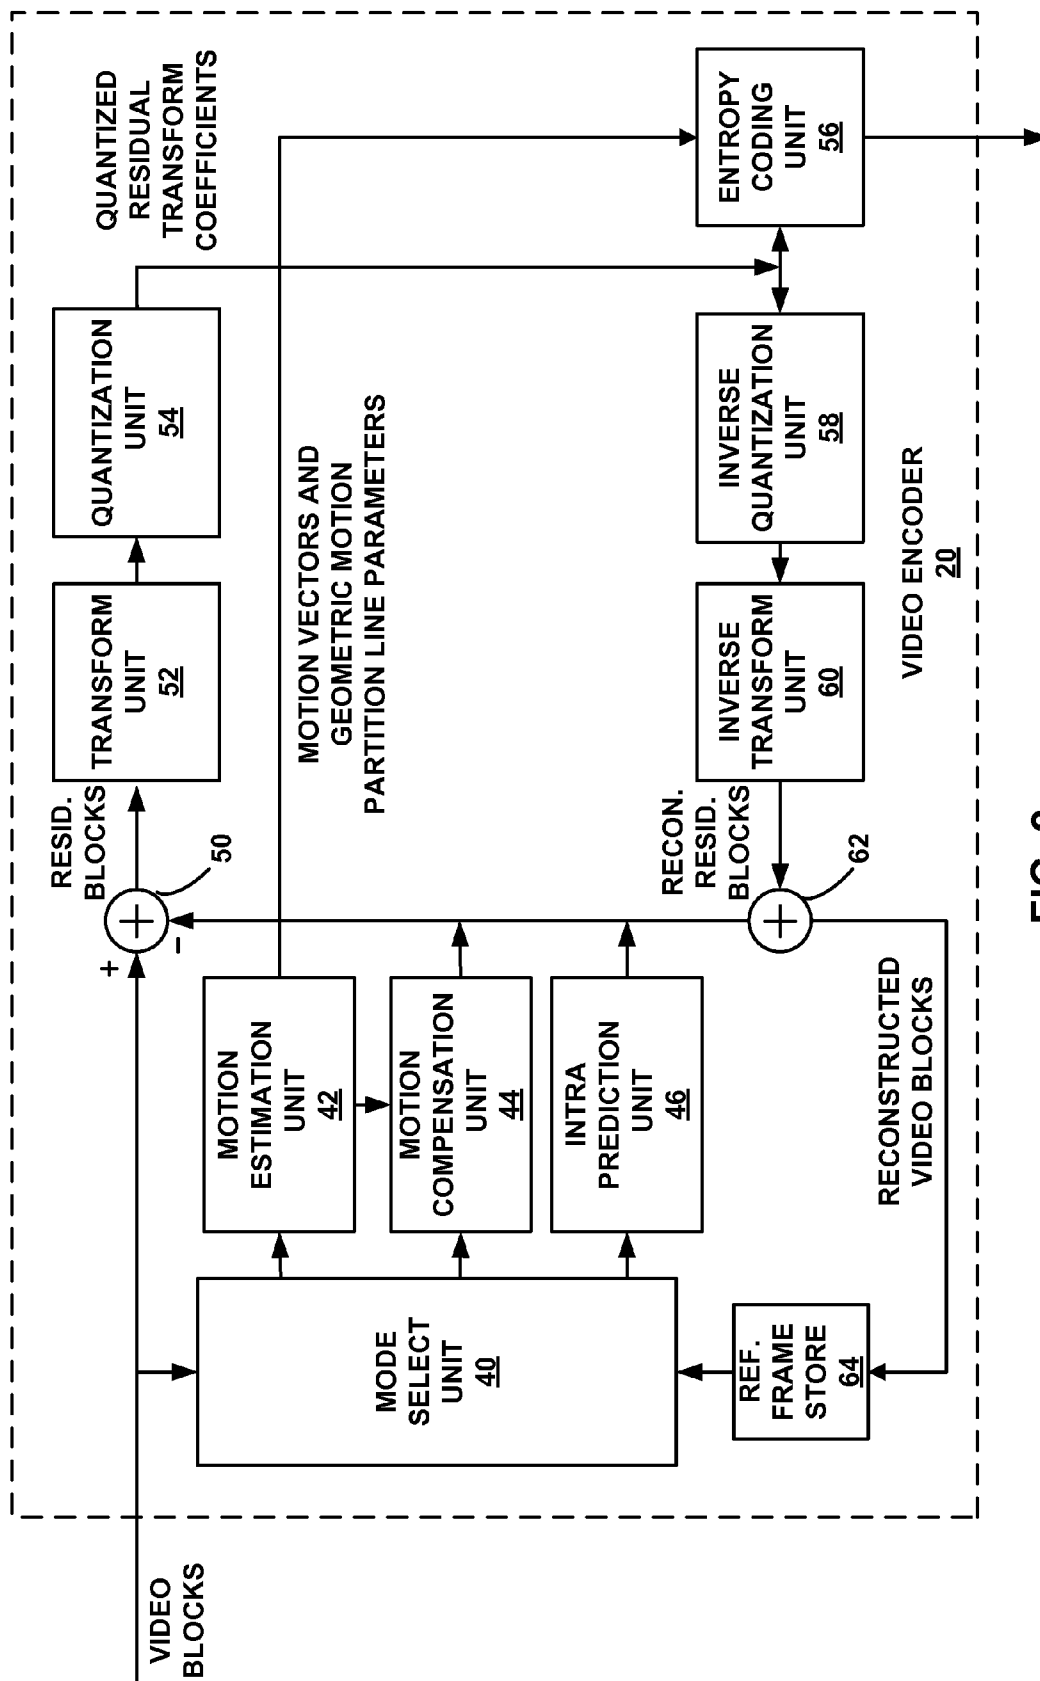 VIDEO
BLOCKS
+
-
RESID.
BLOCKS
50
TRANSFORM
UNIT
52
QUANTIZATION
UNIT
54
QUANTIZED
RESIDUAL
TRANSFORM
COEFFICIENTS
MODE
SELECT
UNIT
40
MOTION
ESTIMATION
UNIT
42
MOTION
COMPENSATION
UNIT
44
INTRA
PREDICTION
UNIT
46
MOTION VECTORS AND
GEOMETRIC MOTION
PARTITION LINE PARAMETERS
REF.
FRAME
STORE
64
RECON.
RESID.
BLOCKS
62
INVERSE
TRANSFORM
UNIT
60
INVERSE
QUANTIZATION
UNIT
58
ENTROPY
CODING
UNIT
56
RECONSTRUCTED
VIDEO BLOCKS
VIDEO ENCODER
20
FIG.